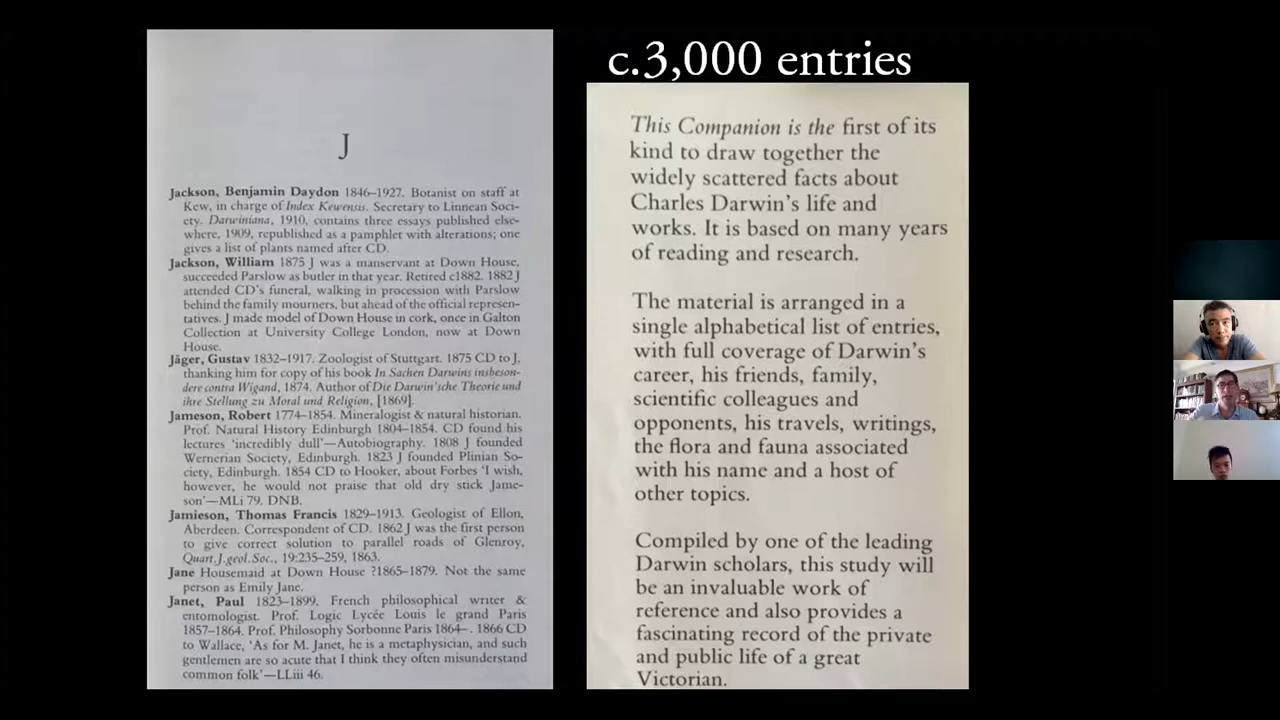 c.3,000 entries
J
Jackson, Benjamin Daydon 1846–1927. Botanist on staff at
Kew, in charge of Index Kewensis. Secretary to Linnean Soci-
ety. Darwiniana, 1910, contains three essays published else-
where, 1909, republished as a pamphlet with alterations; one
gives a list of plants named after CD.
Jackson, William 1875 J was a manservant at Down House,
succeeded Parslow as butler in that year. Retired c1882. 1882 J
attended CD's funeral, walking in procession with Parslow
behind the family mourners, but ahead of the official represen-
tatives. J made model of Down House in cork, once in Galton
Collection at University College London, now at Down
House.
Jäger, Gustav 1832–1917. Zoologist of Stuttgart. 1875 CD to J,
thanking him for copy of his book In Sachen Darwins insbeson-
dere contra Wigand, 1874. Author of Die Darwin'sche Theorie und
ihre Stellung zu Moral und Religion, [1869].
Jameson, Robert 1774–1854. Mineralogist & natural historian.
Prof. Natural History Edinburgh 1804–1854. CD found his
lectures 'incredibly dull'—Autobiography. 1808 J founded
Wernerian Society, Edinburgh. 1823 J founded Plinian So-
ciety, Edinburgh. 1854 CD to Hooker, about Forbes 'I wish,
however, he would not praise that old dry stick Jame-
son'—MLi 79. DNB.
Jamieson, Thomas Francis 1829–1913. Geologist of Ellon,
Aberdeen. Correspondent of CD. 1862 J was the first person
to give correct solution to parallel roads of Glenroy,
Quart.J.geol.Soc., 19:235–259, 1863.
Jane Housemaid at Down House ?1865–1879. Not the same
person as Emily Jane.
Janet, Paul 1823–1899. French philosophical writer &
entomologist. Prof. Logic Lycée Louis le grand Paris
1857–1864. Prof. Philosophy Sorbonne Paris 1864– . 1866 CD
to Wallace, 'As for M. Janet, he is a metaphysician, and such
gentlemen are so acute that I think they often misunderstand
common folk'—LLiii 46.
This Companion is the first of its
kind to draw together the
widely scattered facts about
Charles Darwin's life and
works. It is based on many years
of reading and research.
The material is arranged in a
single alphabetical list of entries,
with full coverage of Darwin's
career, his friends, family,
scientific colleagues and
opponents, his travels, writings,
the flora and fauna associated
with his name and a host of
other topics.
Compiled by one of the leading
Darwin scholars, this study will
be an invaluable work of
reference and also provides a
fascinating record of the private
and public life of a great
Victorian.